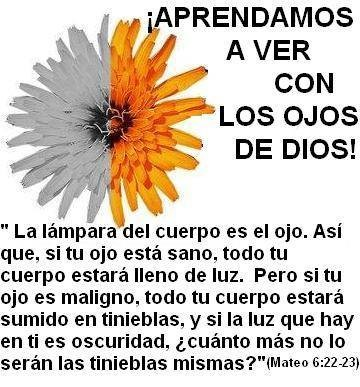 ¡APRENDAMOS
A VER
CON
LOS OJOS
DE DIOS!
" La lámpara del cuerpo es el ojo. Así
que, si tu ojo está sano, todo tu
cuerpo estará lleno de luz.  Pero si tu
ojo es maligno, todo tu cuerpo estará
sumido en tinieblas, y si la luz que hay
en ti es oscuridad, ¿cuánto más no lo
serán las tinieblas mismas?"(Mateo 6:22-23)